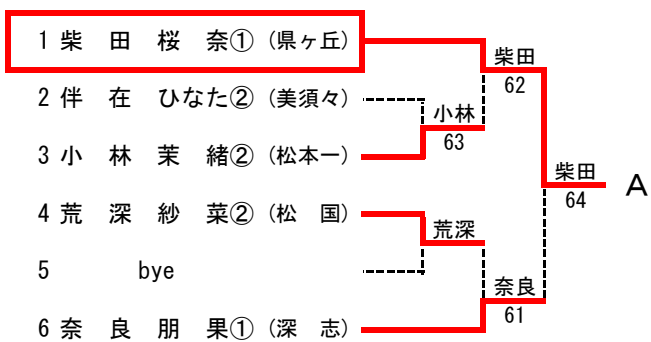 1 柴 田 桜 奈① (県ヶ丘)
柴田
62
2 伴 在 ひなた② (美須々)
小林
63
3 小 林 茉 緒② (松本一)
柴田
64
A
4 荒 深 紗 菜② (松 国)
荒深
5 bye
奈良
61
6 奈 良 朋 果① (深 志)